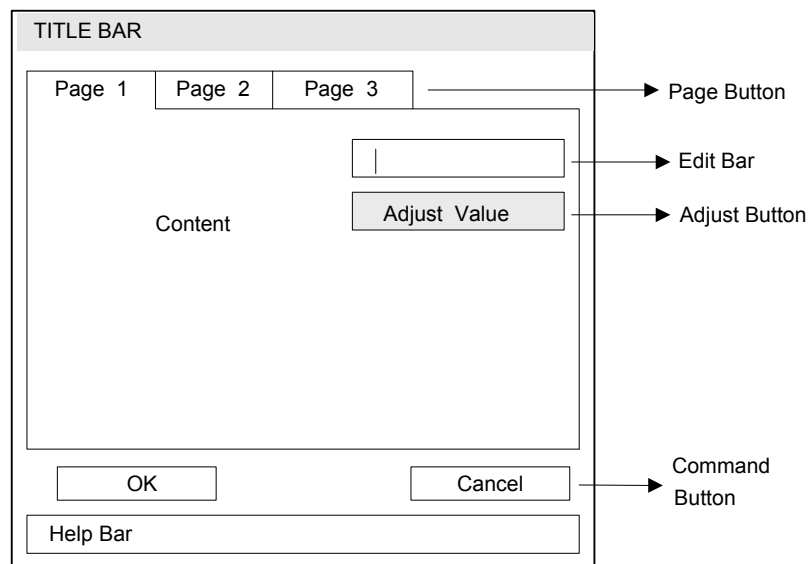 TITLE BAR
Page 1
Page 2
Page 3
Page Button
Edit Bar
Content
Adjust Value
Adjust Button
OK
Cancel
Command
Button
Help Bar